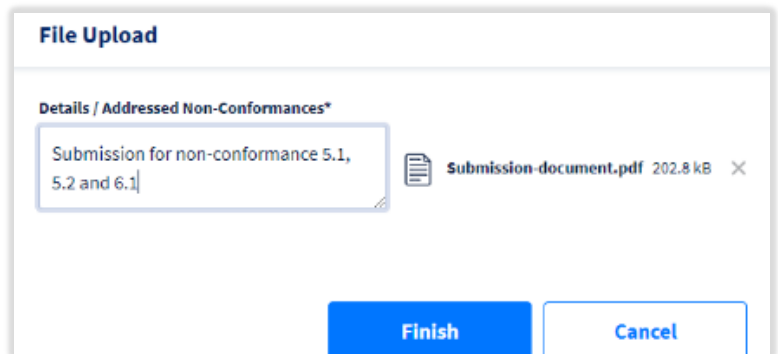 File Upload
Details / Addressed Non-Conformances*
Submission for non-conformance 5.1,
5.2 and 6.1
Submission-document.pdf 202.8 kB
Finish
Cancel